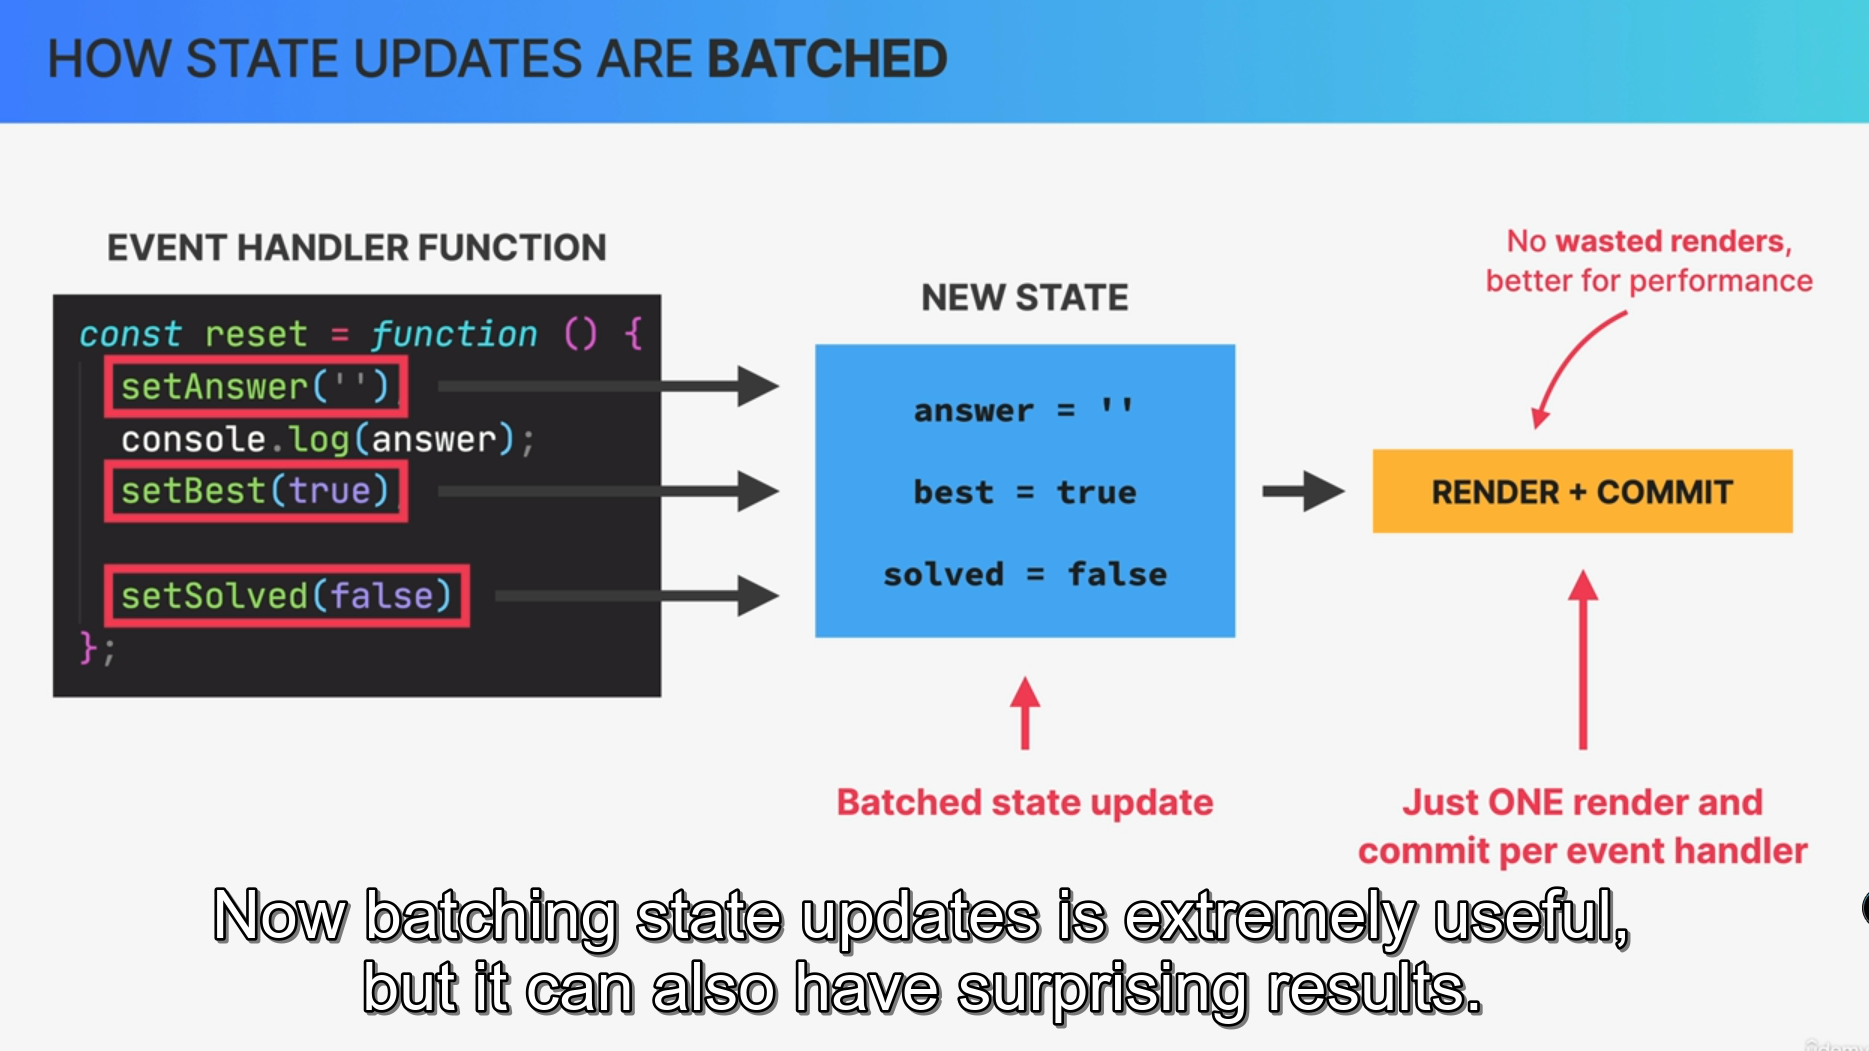 HOW STATE UPDATES ARE BATCHED
EVENT HANDLER FUNCTION
const reset = function () {
setAnswer('')
console.log(answer);
setBest(true)
setSolved(false)
};
NEW STATE
answer = ''
best = true
solved = false
Batched state update
No wasted renders,
better for performance
RENDER + COMMIT
Just ONE render and
commit per event handler
Now batching state updates is extremely useful,
but it can also have surprising results.